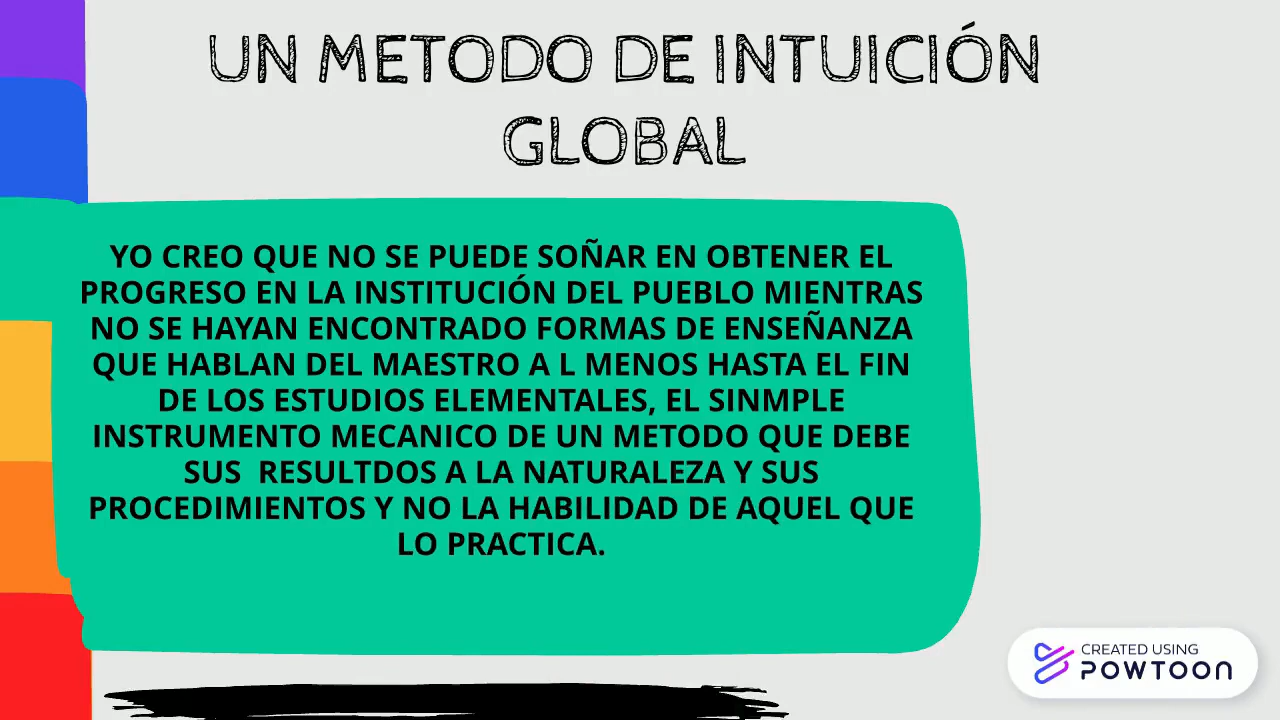 UN METODO DE INTUICIÓN
GLOBAL
YO CREO QUE NO SE PUEDE SOÑAR EN OBTENER EL
PROGRESO EN LA INSTITUCIÓN DEL PUEBLO MIENTRAS
NO SE HAYAN ENCONTRADO FORMAS DE ENSEÑANZA
QUE HABLAN DEL MAESTRO A L MENOS HASTA EL FIN
DE LOS ESTUDIOS ELEMENTALES, EL SINMPLE
INSTRUMENTO MECANICO DE UN METODO QUE DEBE
SUS  RESULTDOS A LA NATURALEZA Y SUS
PROCEDIMIENTOS Y NO LA HABILIDAD DE AQUEL QUE
LO PRACTICA.
CREATED USING
POWTOON